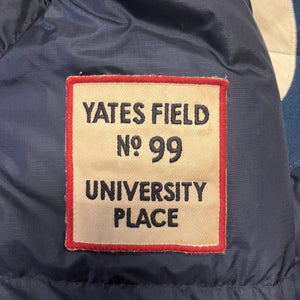 YATES FIELD
Nº 99
UNIVERSITY
PLACE